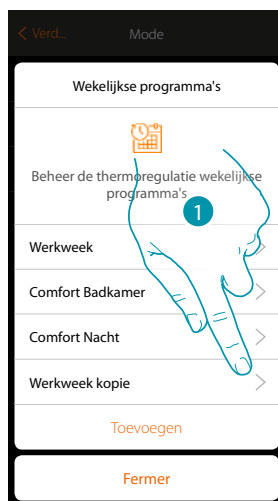 Verd...
Mode
Wekelijkse programma's
Beheer de thermoregulatie wekelijkse
programma's
1
Werkweek
Comfort Badkamer
Comfort Nacht
Werkweek kopie
Toevoegen
Fermer